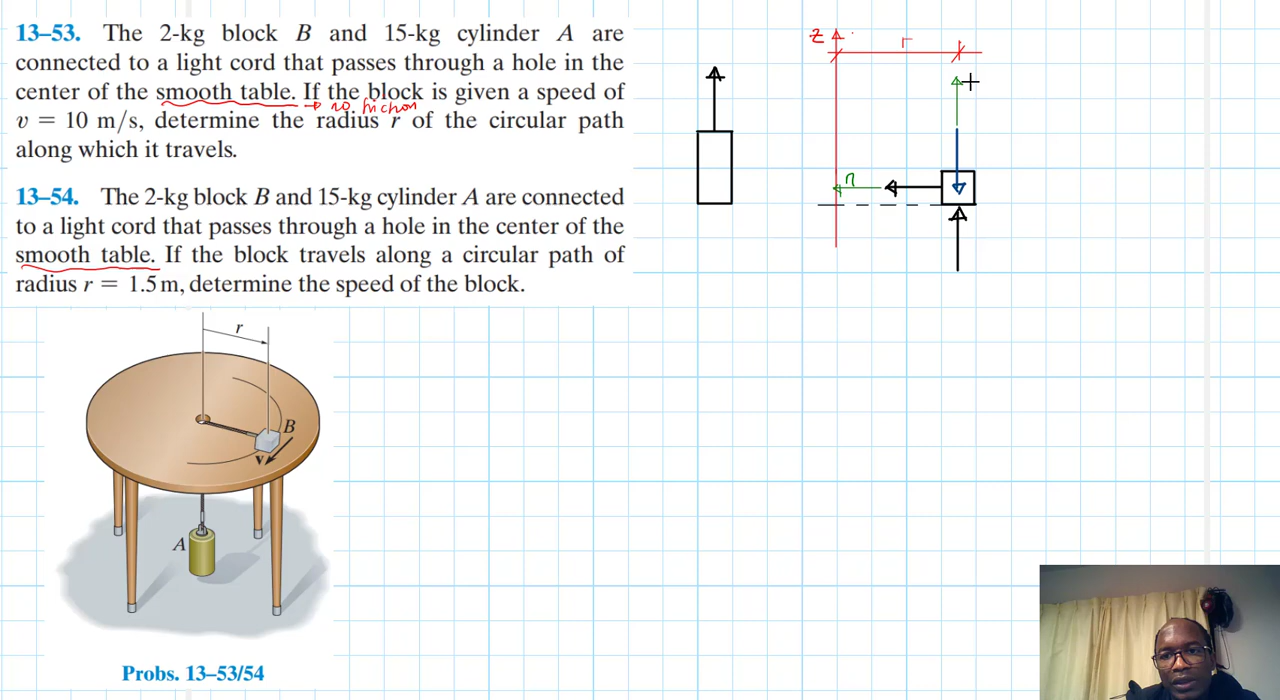 13–53. The 2-kg block B and 15-kg cylinder A are
connected to a light cord that passes through a hole in the
center of the smooth table. If the block is given a speed of
→ no friction
v = 10 m/s, determine the radius r of the circular path
along which it travels.
13–54. The 2-kg block B and 15-kg cylinder A are connected
to a light cord that passes through a hole in the center of the
smooth table. If the block travels along a circular path of
radius r = 1.5 m, determine the speed of the block.
z
r
n
r
B
v
A
Probs. 13–53/54